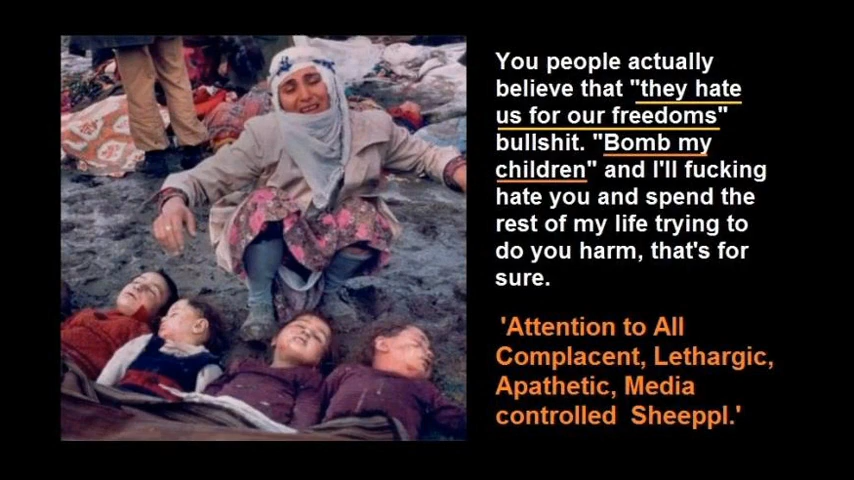 You people actually
believe that "they hate
us for our freedoms"
bullshit. "Bomb my
children" and I'll fucking
hate you and spend the
rest of my life trying to
do you harm, that's for
sure.
'Attention to All
Complacent, Lethargic,
Apathetic, Media
controlled Sheeppl.'